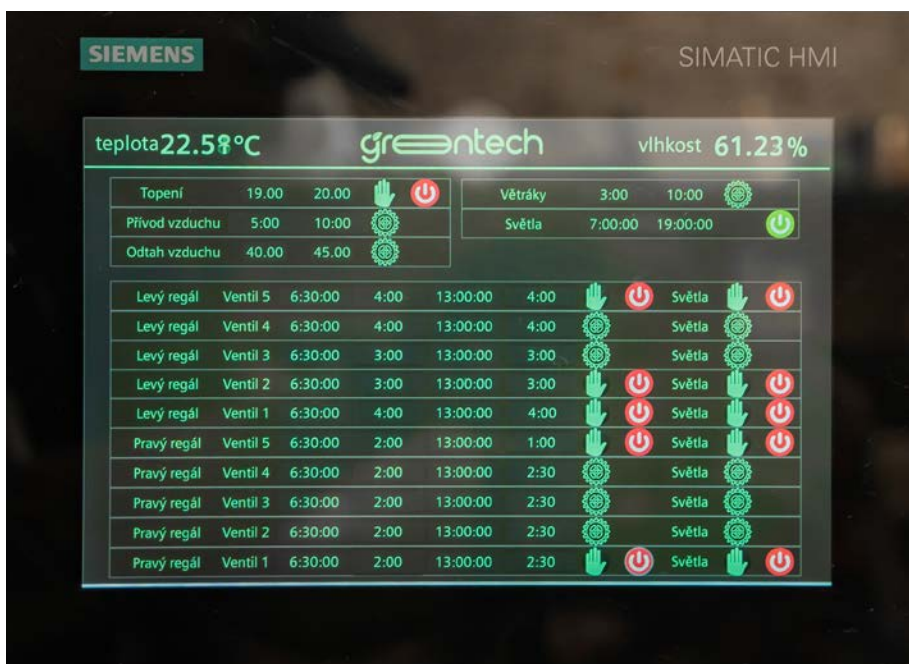 SIEMENS SIMATIC HMI
teplota 22.5 °C greentech vlhkost 61.23%
Topení 19.00 20.00
Větráky 3:00 10:00
Přívod vzduchu 5:00 10:00
Světla 7:00:00 19:00:00
Odtah vzduchu 40.00 45.00
Levý regál Ventil 5 6:30:00 4:00 13:00:00 4:00 Světla
Levý regál Ventil 4 6:30:00 4:00 13:00:00 4:00 Světla
Levý regál Ventil 3 6:30:00 3:00 13:00:00 3:00 Světla
Levý regál Ventil 2 6:30:00 3:00 13:00:00 3:00 Světla
Levý regál Ventil 1 6:30:00 4:00 13:00:00 4:00 Světla
Pravý regál Ventil 5 6:30:00 2:00 13:00:00 1:00 Světla
Pravý regál Ventil 4 6:30:00 2:00 13:00:00 2:30 Světla
Pravý regál Ventil 3 6:30:00 2:00 13:00:00 2:30 Světla
Pravý regál Ventil 2 6:30:00 2:00 13:00:00 2:30 Světla
Pravý regál Ventil 1 6:30:00 2:00 13:00:00 2:30 Světla